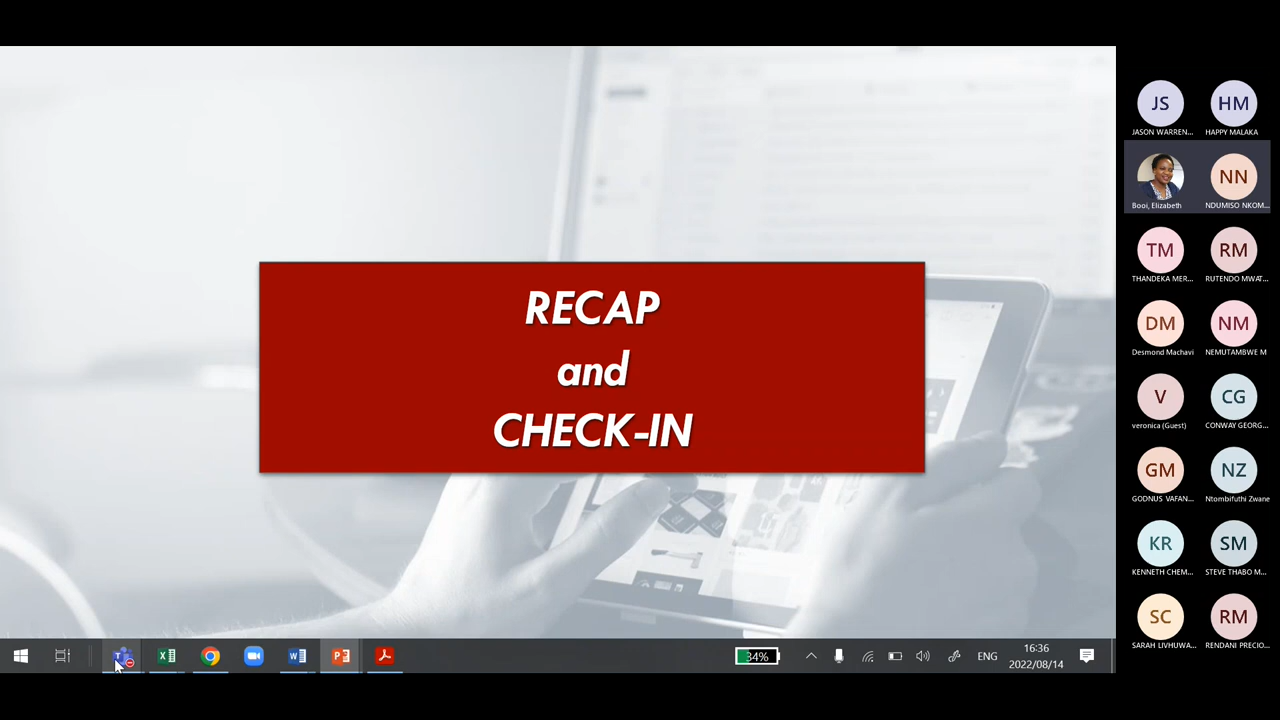 RECAP
and
CHECK-IN
JS
HM
JASON WARREN...
HAPPY MALAKA
NN
Booi, Elizabeth
NDUMISO NKOM...
TM
RM
THANDEKA MER...
RUTENDO MWAT...
DM
NM
Desmond Machavi
NEMUTAMBWE M
V
CG
veronica (Guest)
CONWAY GEORG...
GM
NZ
GODNUS VAFAN...
Ntombifuthi Zwane
KR
SM
KENNETH CHEM...
STEVE THABO M...
SC
RM
SARAH LIVHUWA...
RENDANI PRECIO...
34%
ENG
16:36
2022/08/14